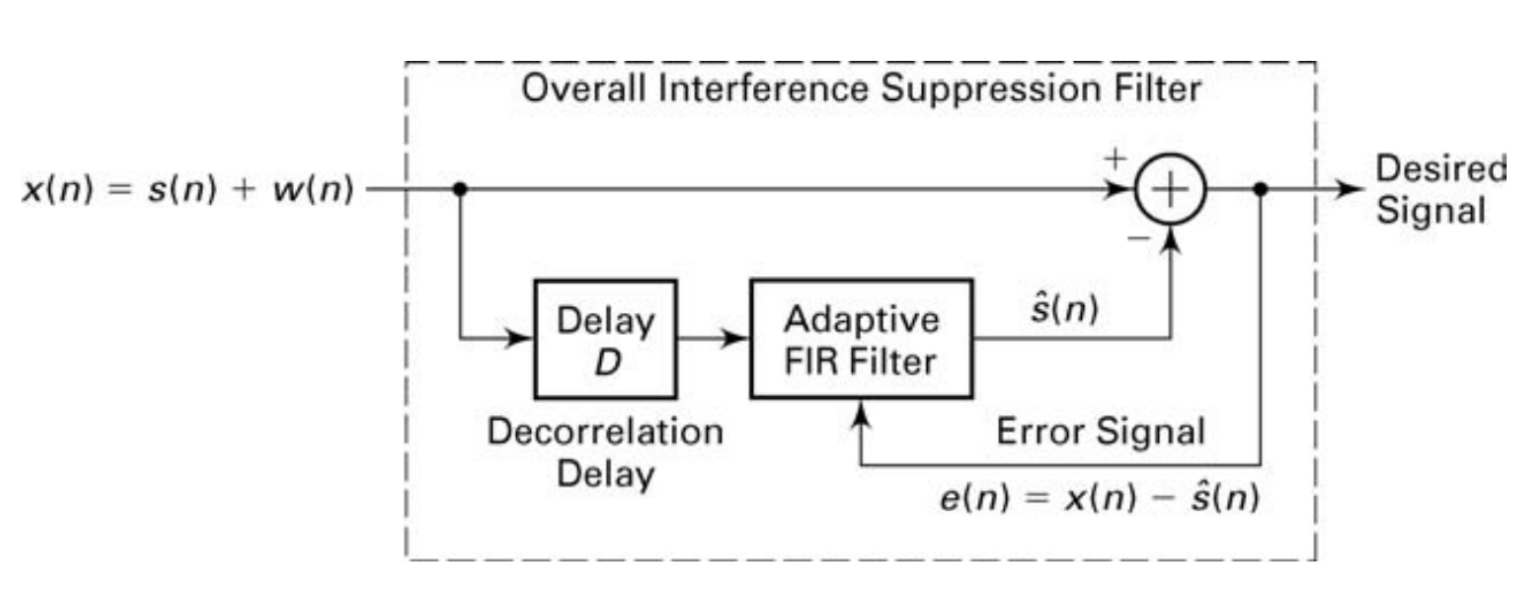 Overall Interference Suppression Filter
x(n) = s(n) + w(n)
+
+
−
Desired
Signal
Delay
D
Adaptive
FIR Filter
ŝ(n)
Decorrelation
Delay
Error Signal
e(n) = x(n) − ŝ(n)